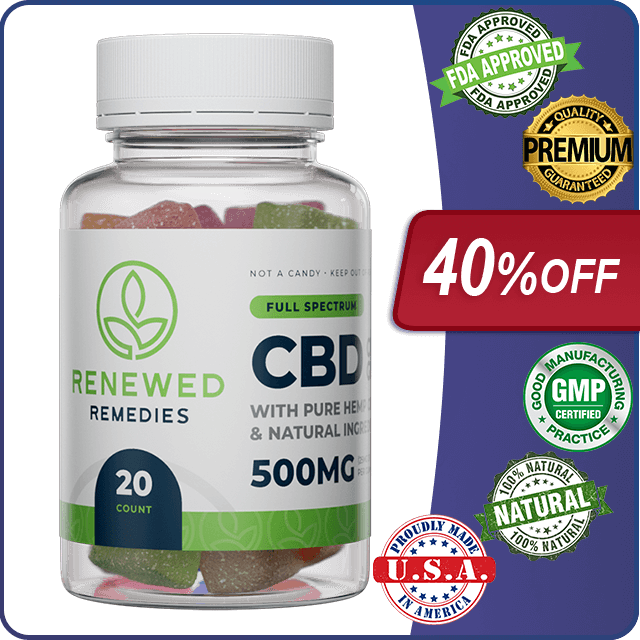 FDA APPROVED
FDA APPROVED
FDA APPROVED
QUALITY
PREMIUM
GUARANTEED
NOT A CANDY • KEEP OUT
FULL SPECTRUM
40%OFF
CBD
RENEWED
REMEDIES
WITH PURE HEMP
& NATURAL
500MG
20
COUNT
GOOD MANUFACTURING
GMP
CERTIFIED
PRACTICE
100% NATURAL
NATURAL
100% NATURAL
PROUDLY MADE
U.S.A.
IN AMERICA